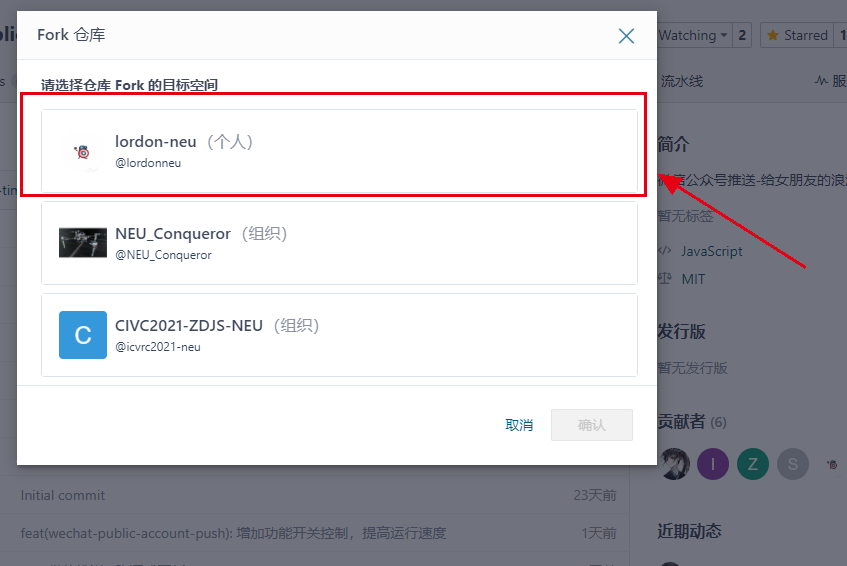 Fork 仓库
Watching
2
Starred
请选择仓库 Fork 的目标空间
流水线
lordon-neu （个人）
@lordonneu
NEU_Conqueror （组织）
@NEU_Conqueror
C
CIVC2021-ZDJS-NEU （组织）
@icvrc2021-neu
取消
确认
简介
公众号推送-给女朋友的浪
暂无标签
JavaScript
MIT
发行版
暂无发行版
贡献者 (6)
I
Z
S
近期动态
Initial commit
23天前
feat(wechat-public-account-push): 增加功能开关控制，提高运行速度
1天前